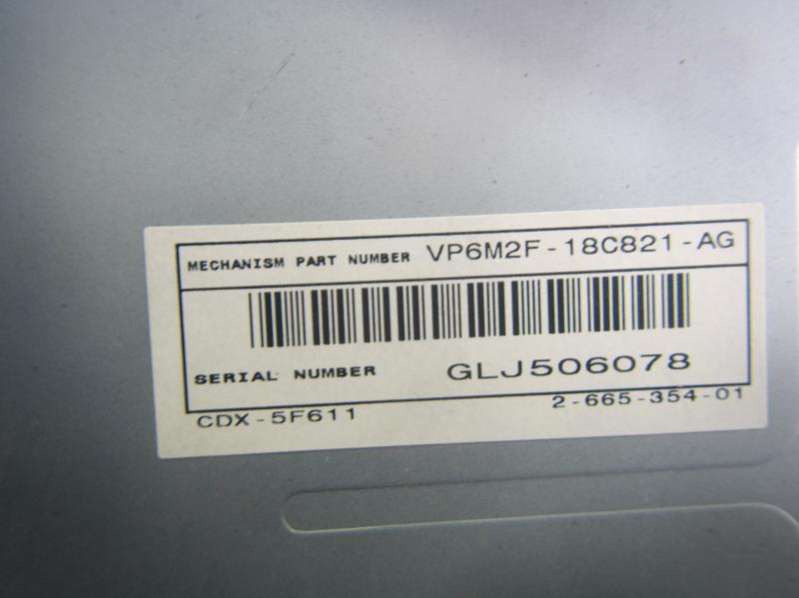 MECHANISM PART NUMBER VP6M2F-18C821-AG
SERIAL NUMBER GLJ506078
CDX-5F611 2-665-354-01